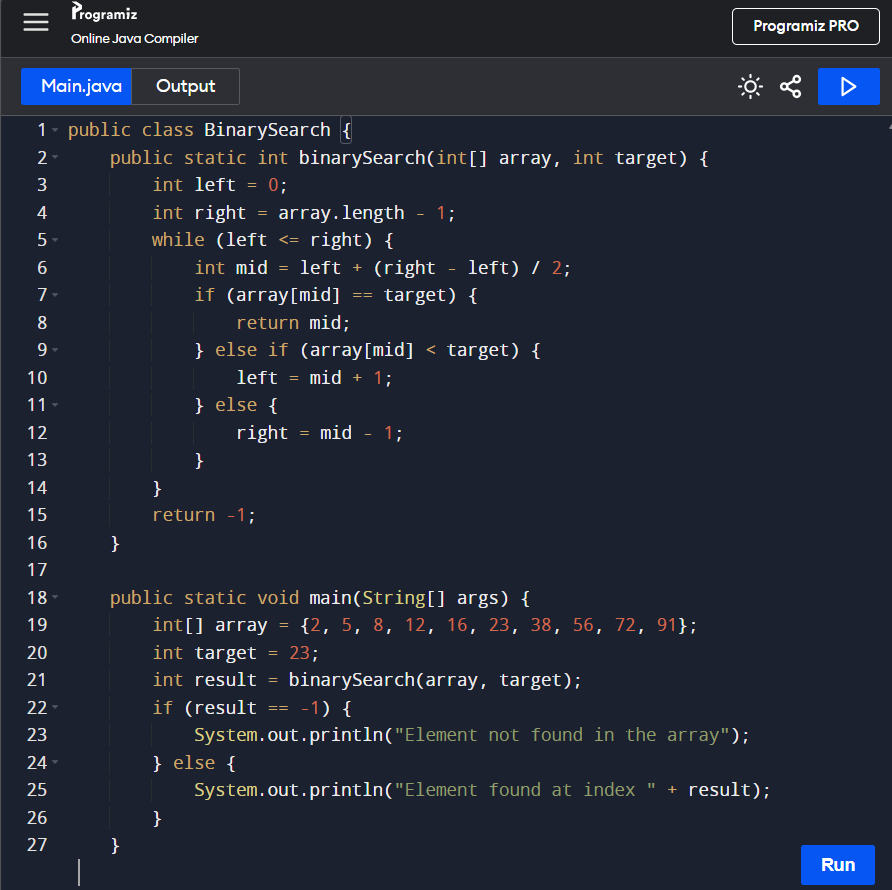 Programiz
Online Java Compiler
Programiz PRO
Main.java
Output
1 public class BinarySearch {
2     public static int binarySearch(int[] array, int target) {
3         int left = 0;
4         int right = array.length - 1;
5         while (left <= right) {
6             int mid = left + (right - left) / 2;
7             if (array[mid] == target) {
8                 return mid;
9             } else if (array[mid] < target) {
10                 left = mid + 1;
11             } else {
12                 right = mid - 1;
13             }
14         }
15         return -1;
16     }
17
18     public static void main(String[] args) {
19         int[] array = {2, 5, 8, 12, 16, 23, 38, 56, 72, 91};
20         int target = 23;
21         int result = binarySearch(array, target);
22         if (result == -1) {
23             System.out.println("Element not found in the array");
24         } else {
25             System.out.println("Element found at index " + result);
26         }
27     }
Run